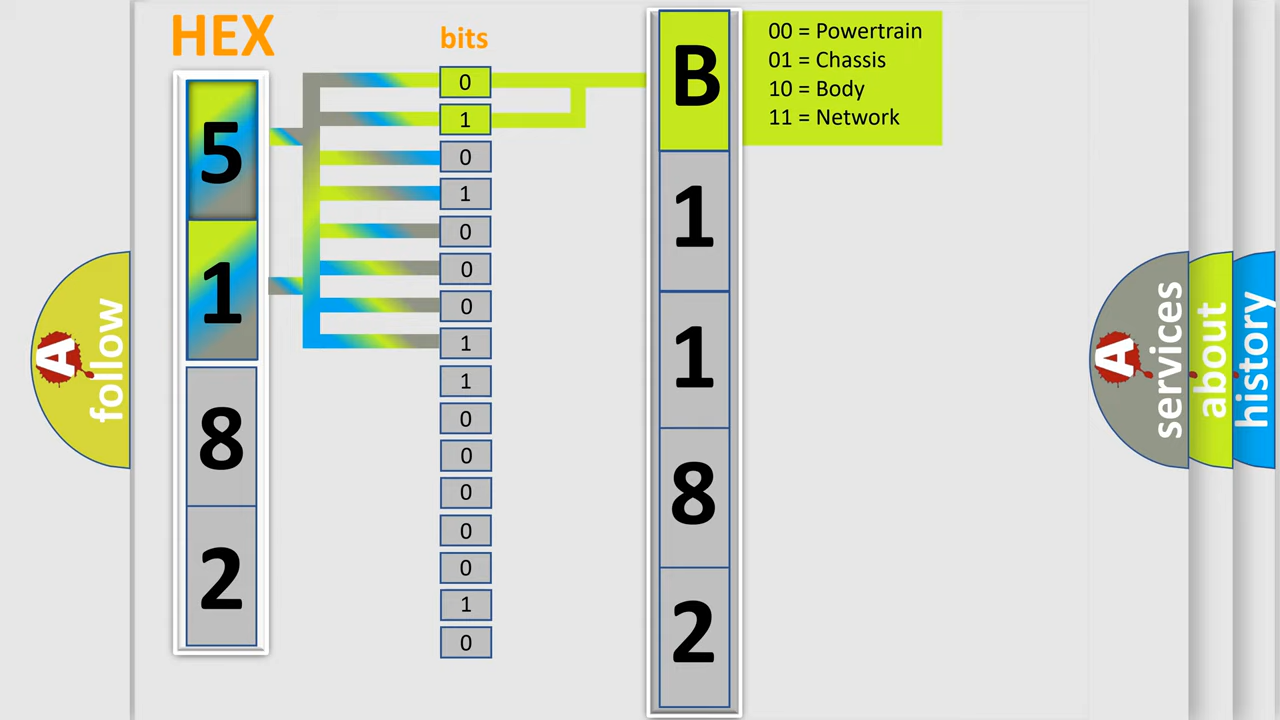 HEX
bits
5
1
8
2
0
1
0
1
0
0
0
1
1
0
0
0
0
0
1
0
B
1
1
8
2
00 = Powertrain
01 = Chassis
10 = Body
11 = Network
A
follow
A
services
about
history